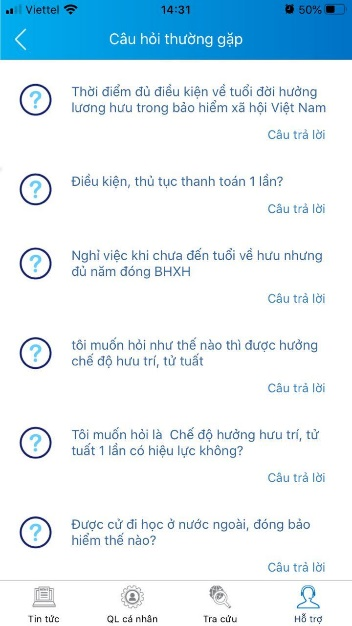 Viettel 14:31 50%
Câu hỏi thường gặp
Thời điểm đủ điều kiện về tuổi đời hưởng
lương hưu trong bảo hiểm xã hội Việt Nam
Câu trả lời
Điều kiện, thủ tục thanh toán 1 lần?
Câu trả lời
Nghỉ việc khi chưa đến tuổi về hưu nhưng
đủ năm đóng BHXH
Câu trả lời
tôi muốn hỏi như thế nào thì được hưởng
chế độ hưu trí, tử tuất
Câu trả lời
Tôi muốn hỏi là Chế độ hưởng hưu trí, tử
tuất 1 lần có hiệu lực không?
Câu trả lời
Được cử đi học ở nước ngoài, đóng bảo
hiểm thế nào?
Câu trả lời
Tin tức QL cá nhân Tra cứu Hỗ trợ